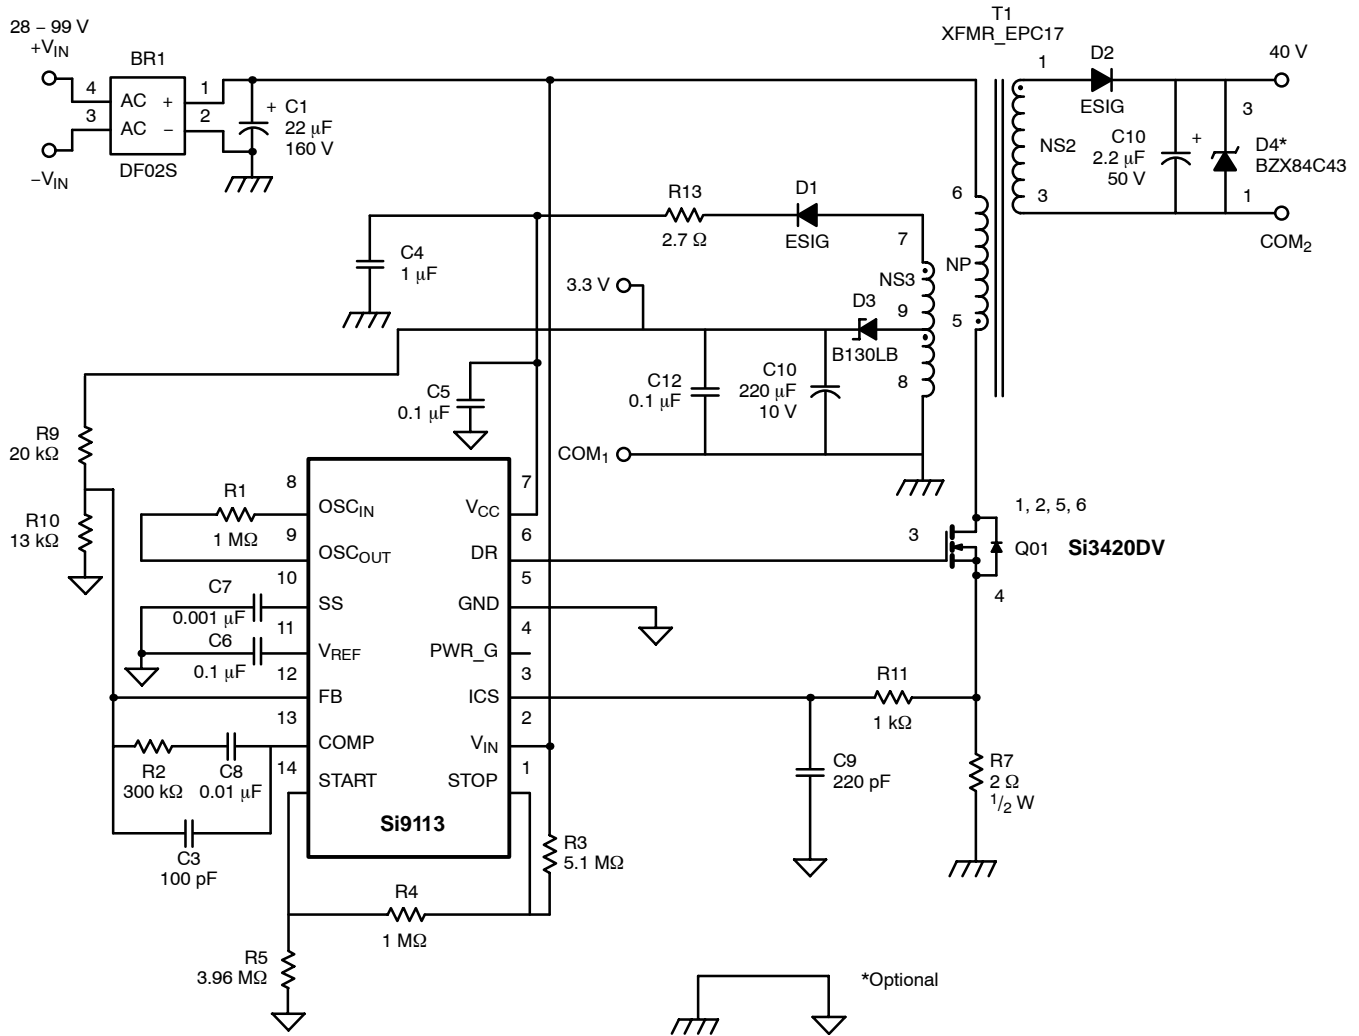 T1
XFMR_EPC17
28 – 99 V
+VIN
BR1
4
AC
+
1
3
AC
–
2
DF02S
–VIN
+
C1
22 μF
160 V
1
D2
ESIG
40 V
NS2
C10
2.2 μF
50 V
+
3
D4*
BZX84C43
1
3
COM2
R13
2.7 Ω
D1
ESIG
6
7
NS3
NP
9
5
8
C4
1 μF
3.3 V
D3
B130LB
C12
0.1 μF
C10
220 μF
10 V
C5
0.1 μF
COM1
R9
20 kΩ
R10
13 kΩ
R1
1 MΩ
8
OSCIN
9
OSCOUT
10
SS
11
VREF
12
FB
13
COMP
14
START
7
VCC
6
DR
5
GND
4
PWR_G
3
ICS
2
VIN
1
STOP
Si9113
C7
0.001 μF
C6
0.1 μF
R2
300 kΩ
C8
0.01 μF
C3
100 pF
1, 2, 5, 6
3
Q01
Si3420DV
4
R11
1 kΩ
C9
220 pF
R7
2 Ω
1/2 W
R3
5.1 MΩ
R4
1 MΩ
R5
3.96 MΩ
*Optional